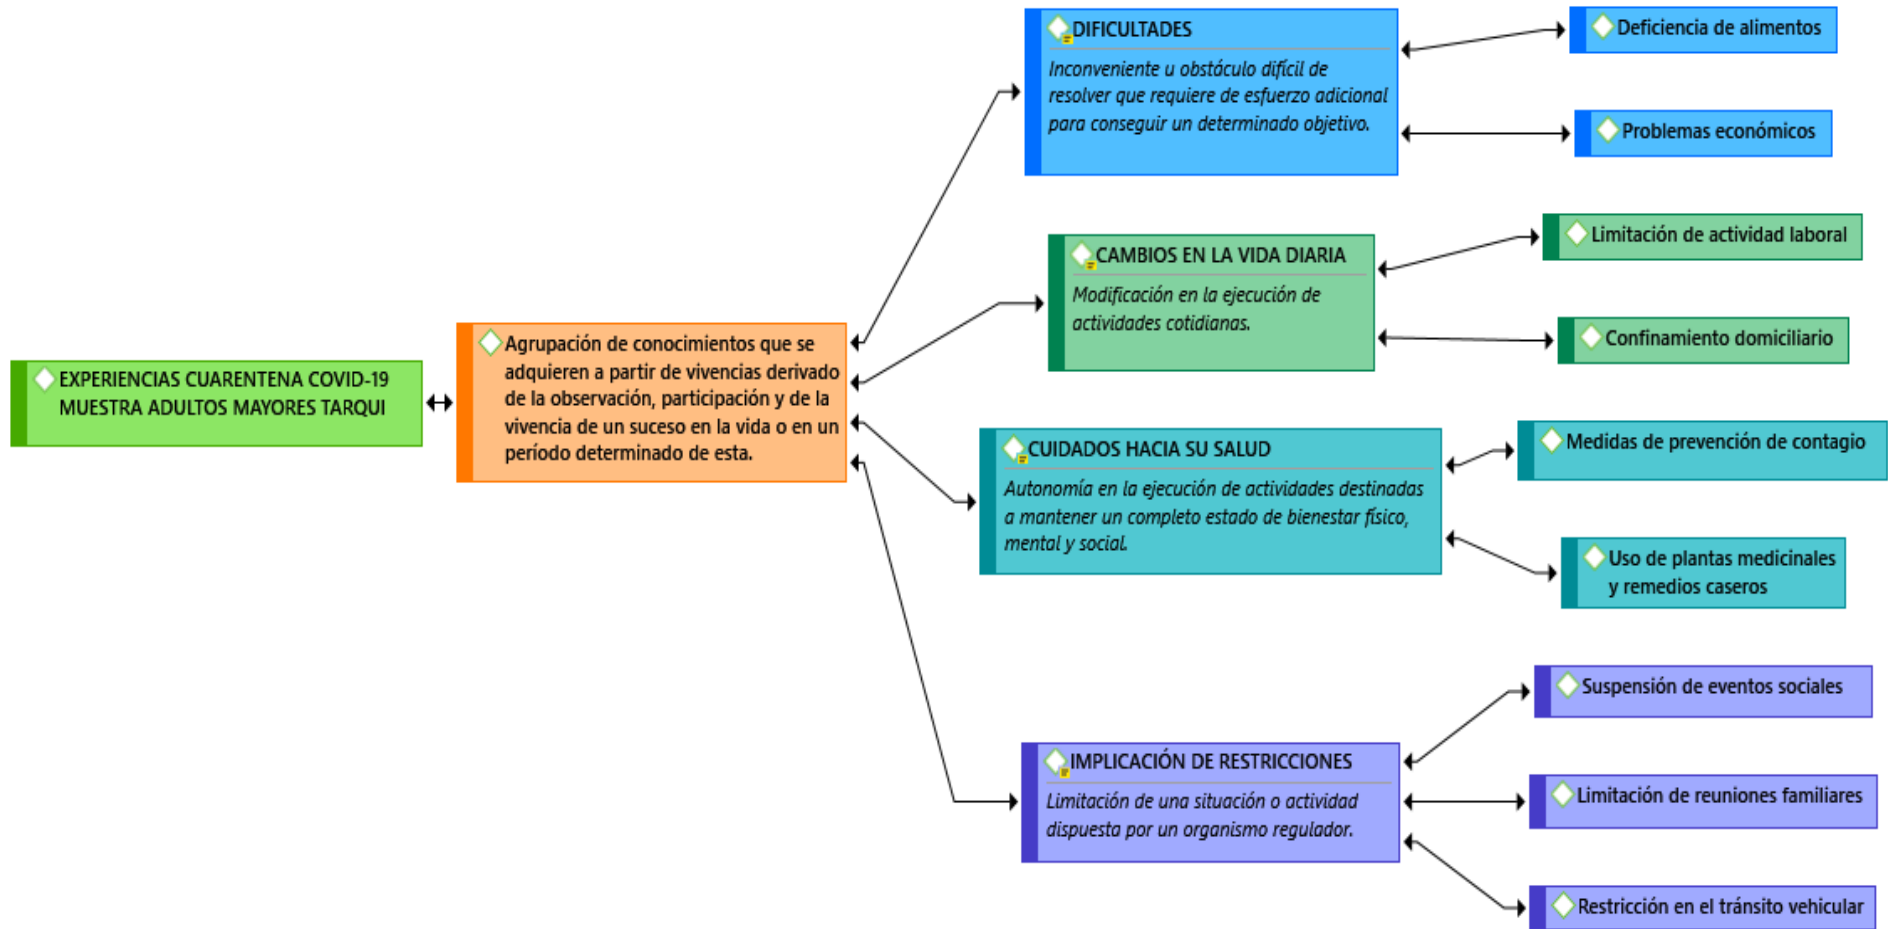 EXPERIENCIAS CUARENTENA COVID-19
MUESTRA ADULTOS MAYORES TARQUI
Agrupación de conocimientos que se
adquieren a partir de vivencias derivado
de la observación, participación y de la
vivencia de un suceso en la vida o en un
período determinado de esta.
DIFICULTADES
Inconveniente u obstáculo difícil de
resolver que requiere de esfuerzo adicional
para conseguir un determinado objetivo.
Deficiencia de alimentos
Problemas económicos
CAMBIOS EN LA VIDA DIARIA
Modificación en la ejecución de
actividades cotidianas.
Limitación de actividad laboral
Confinamiento domiciliario
CUIDADOS HACIA SU SALUD
Autonomía en la ejecución de actividades destinadas
a mantener un completo estado de bienestar físico,
mental y social.
Medidas de prevención de contagio
Uso de plantas medicinales
y remedios caseros
IMPLICACIÓN DE RESTRICCIONES
Limitación de una situación o actividad
dispuesta por un organismo regulador.
Suspensión de eventos sociales
Limitación de reuniones familiares
Restricción en el tránsito vehicular